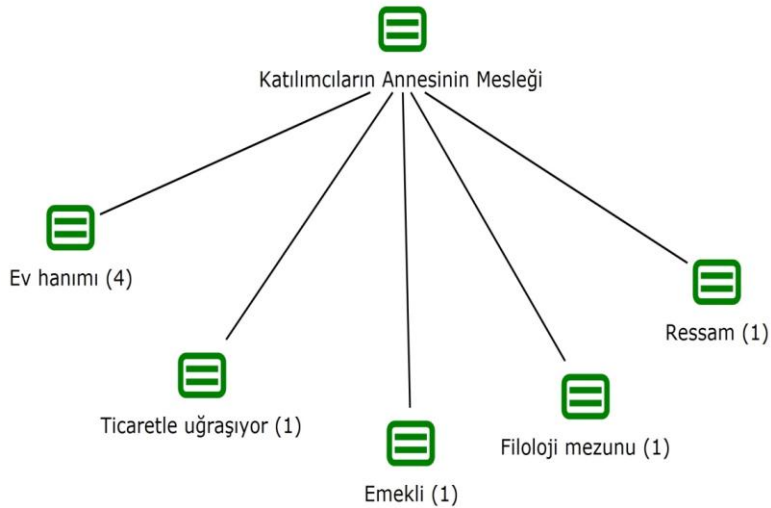 Katılımcıların Annesinin Mesleği
Ev hanımı (4)
Ressam (1)
Ticaretle uğraşıyor (1)
Filoloji mezunu (1)
Emekli (1)